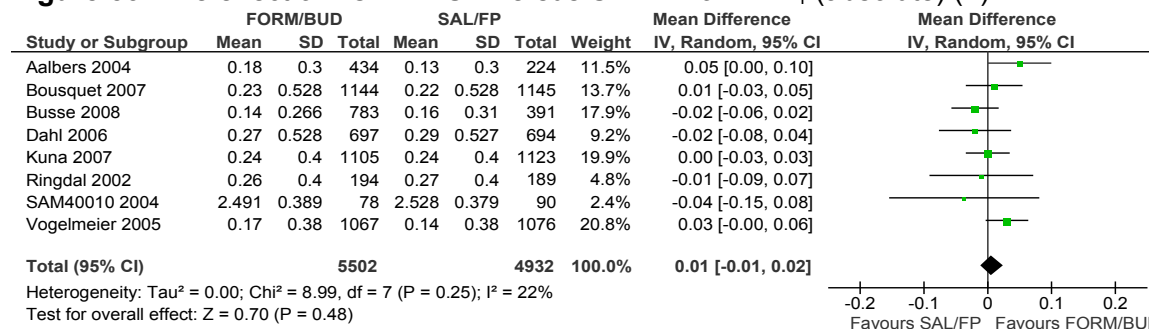 FORM/BUD SAL/FP Mean Difference Mean Difference
Study or Subgroup Mean SD Total Mean SD Total Weight IV, Random, 95% CI IV, Random, 95% CI
Aalbers 2004 0.18 0.3 434 0.13 0.3 224 11.5% 0.05 [0.00, 0.10]
Bousquet 2007 0.23 0.528 1144 0.22 0.528 1145 13.7% 0.01 [-0.03, 0.05]
Busse 2008 0.14 0.266 783 0.16 0.31 391 17.9% -0.02 [-0.06, 0.02]
Dahl 2006 0.27 0.528 697 0.29 0.527 694 9.2% -0.02 [-0.08, 0.04]
Kuna 2007 0.24 0.4 1105 0.24 0.4 1123 19.9% 0.00 [-0.03, 0.03]
Ringdal 2002 0.26 0.4 194 0.27 0.4 189 4.8% -0.01 [-0.09, 0.07]
SAM40010 2004 2.491 0.389 78 2.528 0.379 90 2.4% -0.04 [-0.15, 0.08]
Vogelmeier 2005 0.17 0.38 1067 0.14 0.38 1076 20.8% 0.03 [-0.00, 0.06]
Total (95% CI) 5502 4932 100.0% 0.01 [-0.01, 0.02]
Heterogeneity: Tau² = 0.00; Chi² = 8.99, df = 7 (P = 0.25); I² = 22%
Test for overall effect: Z = 0.70 (P = 0.48)
-0.2 -0.1 0 0.1 0.2
Favours SAL/FP Favours FORM/BUD